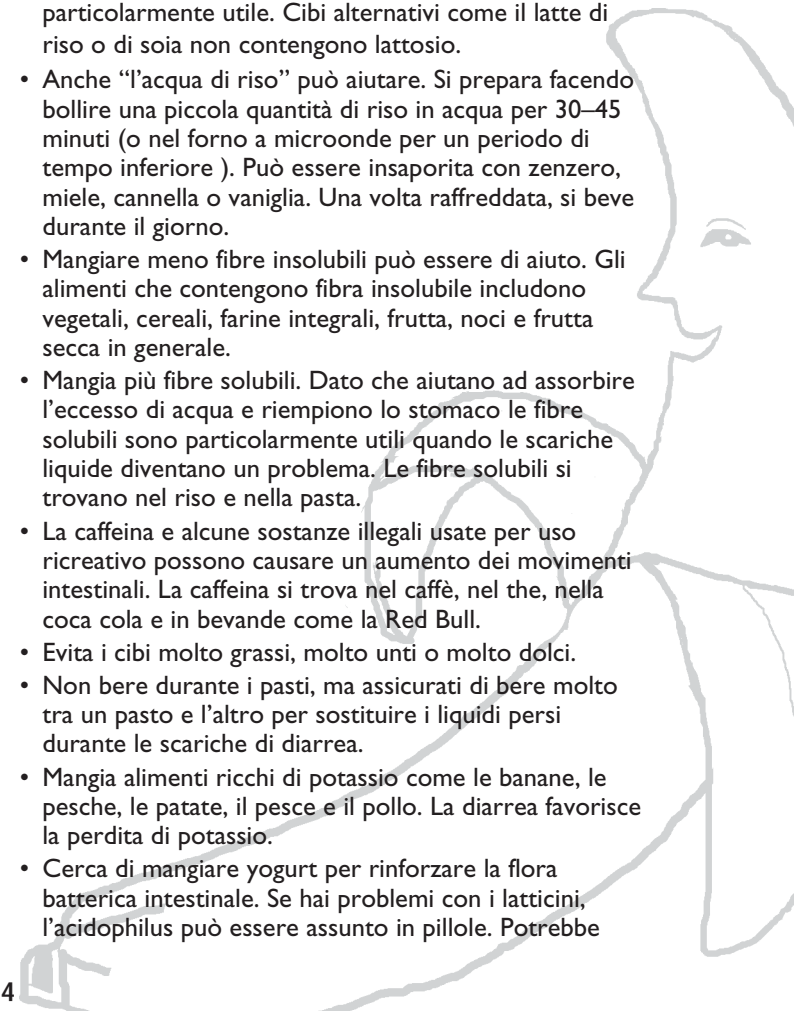 particolarmente utile. Cibi alternativi come il latte di
riso o di soia non contengono lattosio.
• Anche “l’acqua di riso” può aiutare. Si prepara facendo
bollire una piccola quantità di riso in acqua per 30–45
minuti (o nel forno a microonde per un periodo di
tempo inferiore ). Può essere insaporita con zenzero,
miele, cannella o vaniglia. Una volta raffreddata, si beve
durante il giorno.
• Mangiare meno fibre insolubili può essere di aiuto. Gli
alimenti che contengono fibra insolubile includono
vegetali, cereali, farine integrali, frutta, noci e frutta
secca in generale.
• Mangia più fibre solubili. Dato che aiutano ad assorbire
l’eccesso di acqua e riempiono lo stomaco le fibre
solubili sono particolarmente utili quando le scariche
liquide diventano un problema. Le fibre solubili si
trovano nel riso e nella pasta.
• La caffeina e alcune sostanze illegali usate per uso
ricreativo possono causare un aumento dei movimenti
intestinali. La caffeina si trova nel caffè, nel the, nella
coca cola e in bevande come la Red Bull.
• Evita i cibi molto grassi, molto unti o molto dolci.
• Non bere durante i pasti, ma assicurati di bere molto
tra un pasto e l’altro per sostituire i liquidi persi
durante le scariche di diarrea.
• Mangia alimenti ricchi di potassio come le banane, le
pesche, le patate, il pesce e il pollo. La diarrea favorisce
la perdita di potassio.
• Cerca di mangiare yogurt per rinforzare la flora
batterica intestinale. Se hai problemi con i latticini,
l’acidophilus può essere assunto in pillole. Potrebbe
4